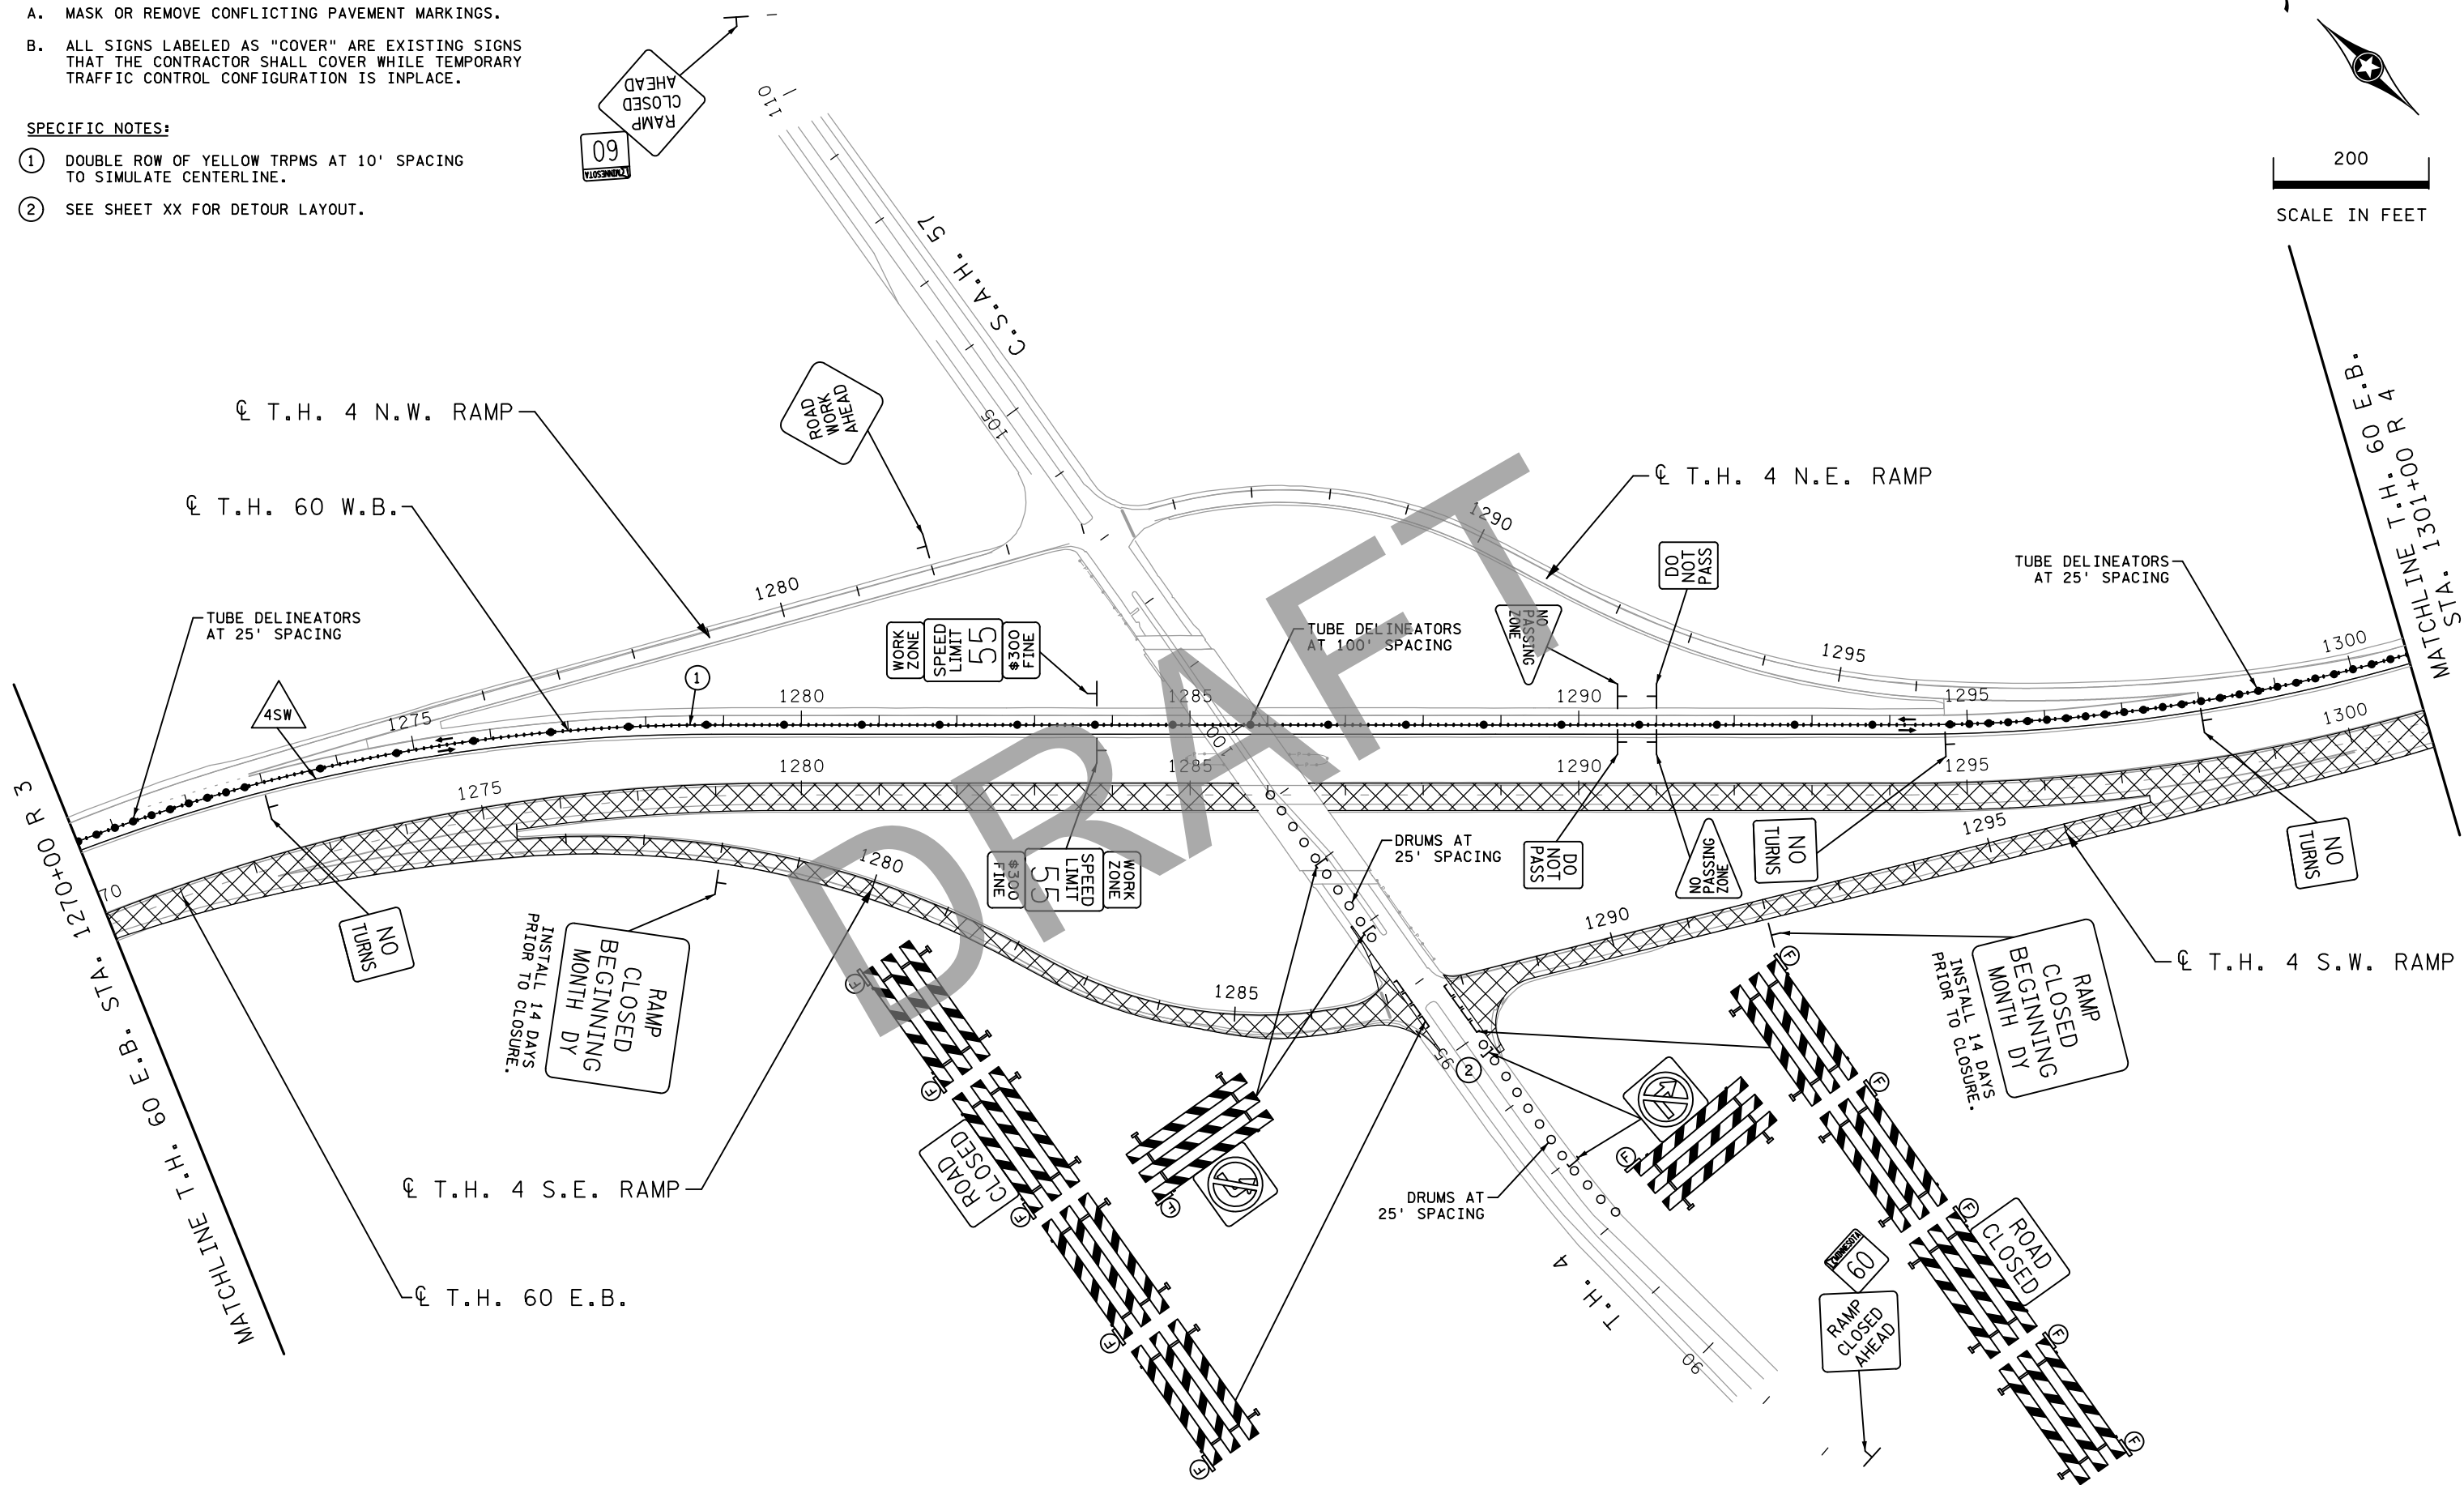 A. MASK OR REMOVE CONFLICTING PAVEMENT MARKINGS.
B. ALL SIGNS LABELED AS "COVER" ARE EXISTING SIGNS
THAT THE CONTRACTOR SHALL COVER WHILE TEMPORARY
TRAFFIC CONTROL CONFIGURATION IS INPLACE.
SPECIFIC NOTES:
1 DOUBLE ROW OF YELLOW TRPMS AT 10' SPACING
TO SIMULATE CENTERLINE.
2 SEE SHEET XX FOR DETOUR LAYOUT.
RAMP
CLOSED
AHEAD
MINNESOTA
60
110
C.S.A.H. 57
105
200
SCALE IN FEET
ROAD
WORK
AHEAD
℄ T.H. 4 N.W. RAMP
℄ T.H. 60 W.B.
℄ T.H. 4 N.E. RAMP
MATCHLINE T.H. 60 E.B.
STA. 1301+00 R 4
TUBE DELINEATORS
AT 25' SPACING
4SW
1275
1280
1
WORK
ZONE
SPEED
LIMIT
55
$300
FINE
1280
1285
TUBE DELINEATORS
AT 100' SPACING
1290
NO
PASSING
ZONE
DO
NOT
PASS
1290
1295
1295
1300
TUBE DELINEATORS
AT 25' SPACING
1300
00
DRAFT
MATCHLINE T.H. 60 E.B. STA. 1270+00 R 3
70
1275
1280
1285
1290
1295
NO
TURNS
1280
$300
FINE
SPEED
LIMIT
55
WORK
ZONE
DRUMS AT
25' SPACING
DO
NOT
PASS
NO
PASSING
ZONE
NO
TURNS
1295
NO
TURNS
1290
INSTALL 14 DAYS
PRIOR TO CLOSURE.
RAMP
CLOSED
BEGINNING
MONTH DY
1285
95
2
INSTALL 14 DAYS
PRIOR TO CLOSURE.
RAMP
CLOSED
BEGINNING
MONTH DY
℄ T.H. 4 S.W. RAMP
℄ T.H. 4 S.E. RAMP
℄ T.H. 60 E.B.
F
F
F
F
F
ROAD
CLOSED
F
DRUMS AT
25' SPACING
F
T.H. 4
90
MINNESOTA
60
RAMP
CLOSED
AHEAD
F
F
F
F
F
ROAD
CLOSED